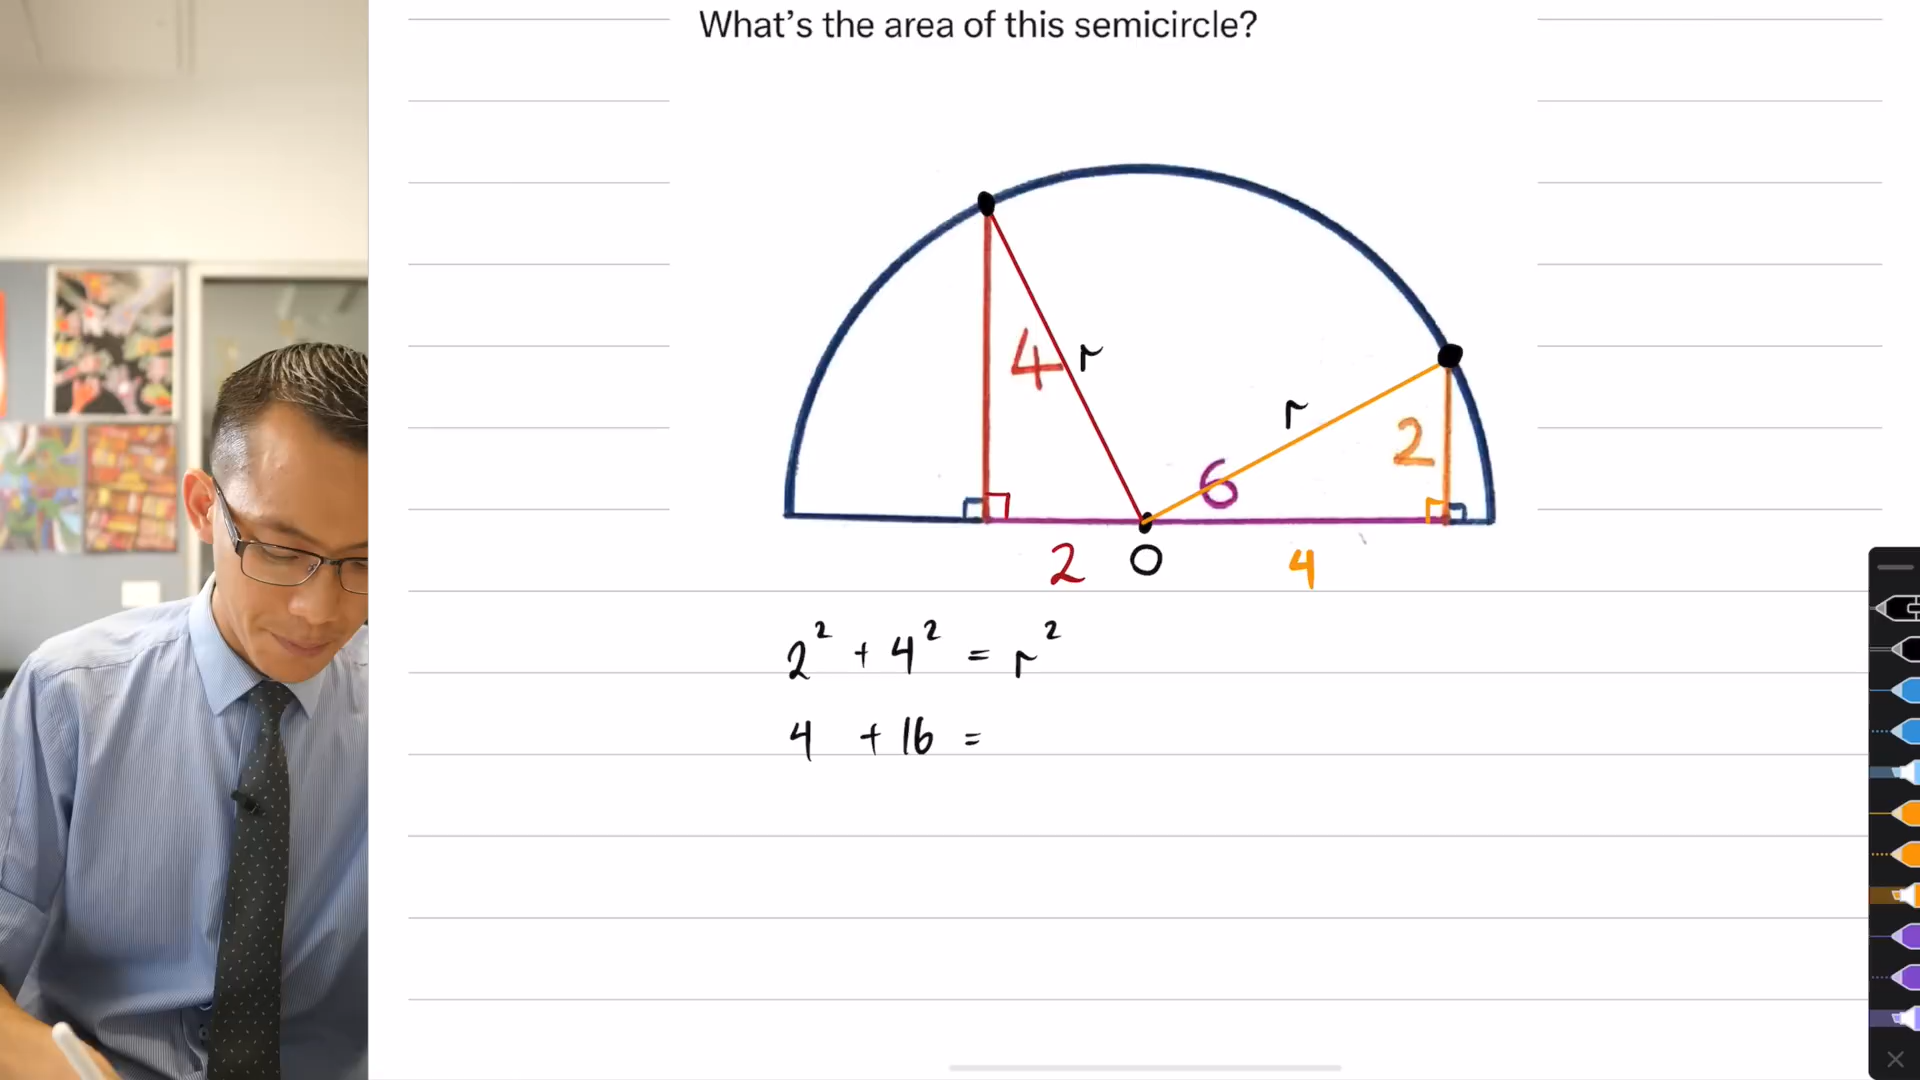 What's the area of this semicircle?
4 r
r
6
2
2 O 4
2² + 4² = r²
4 + 16 =